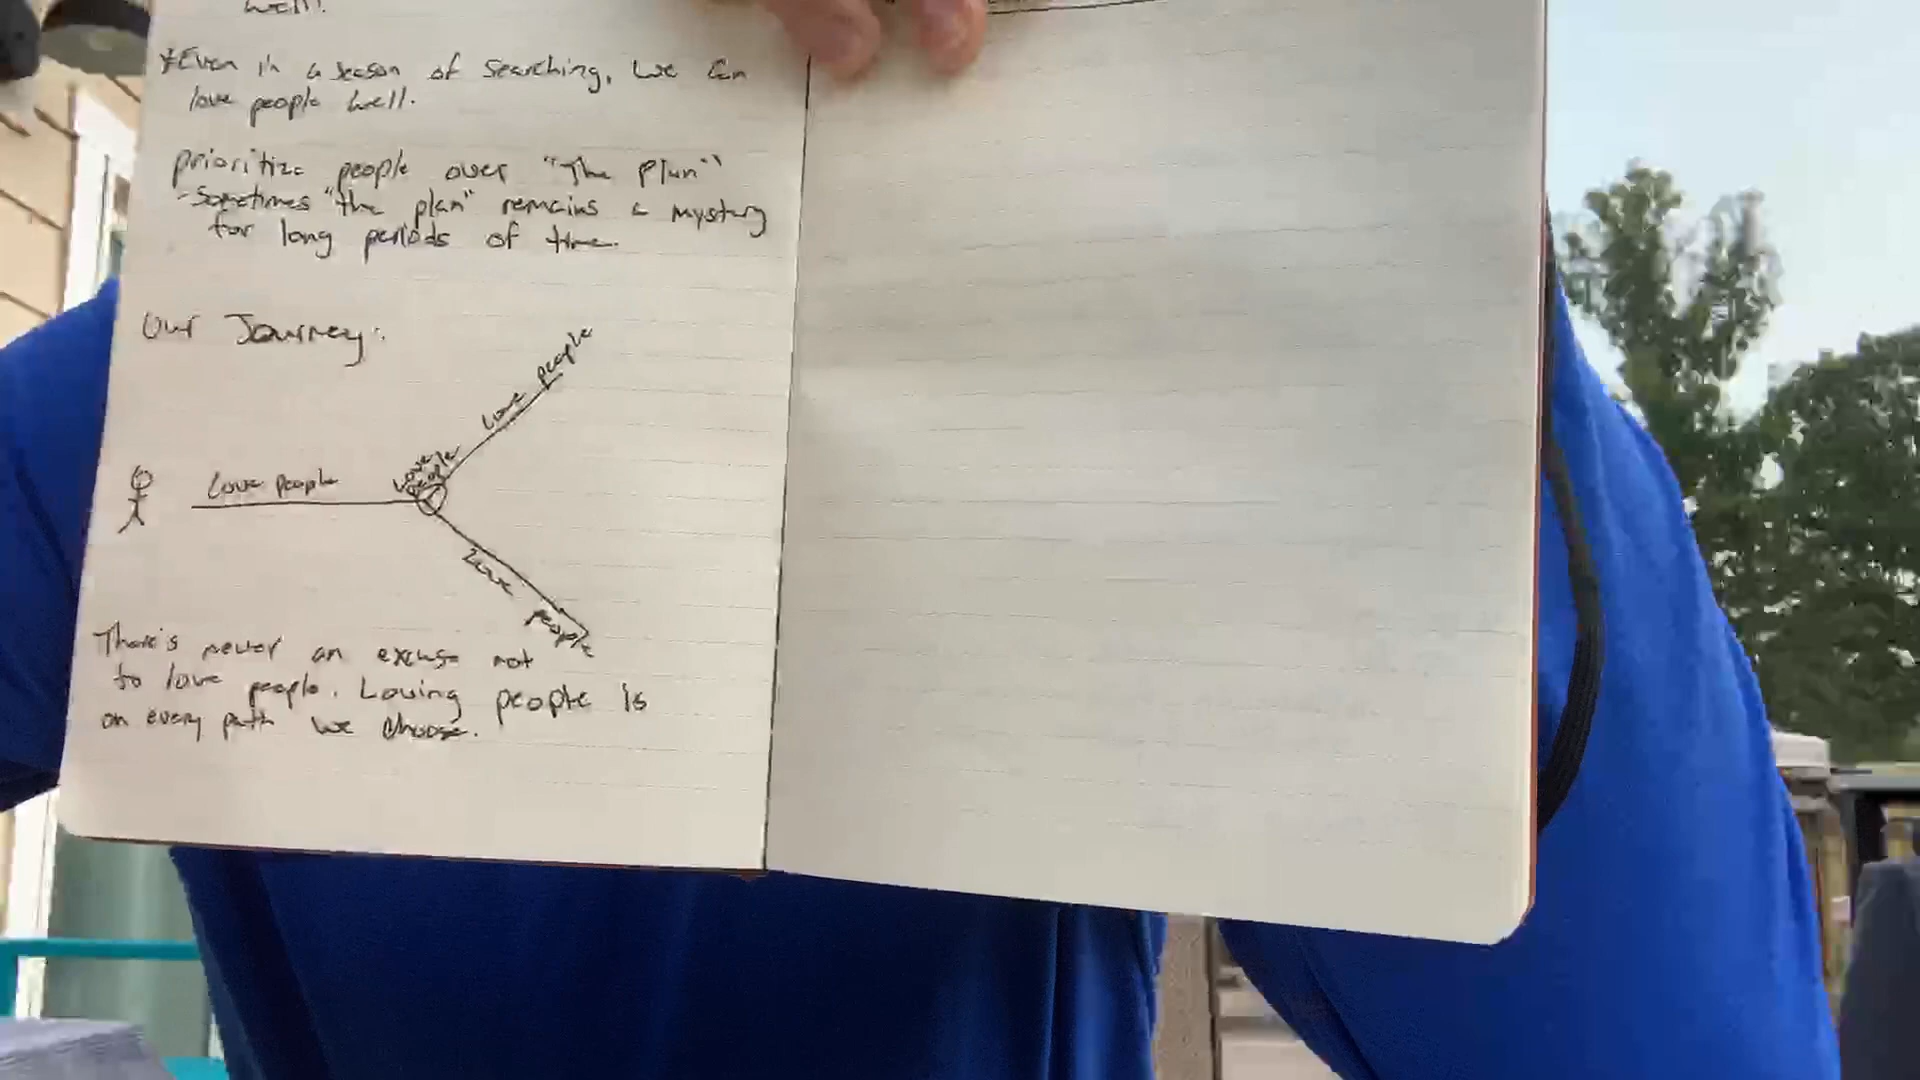 well!
*Even in a season of searching, we can
love people well.
prioritize people over "The Plan"
-Sometimes "the plan" remains a mystery
for long periods of time.
Our Journey:
Love people
Love
people
Love people
Love people
There's never an excuse not
to love people. Loving people is
on every path we choose.